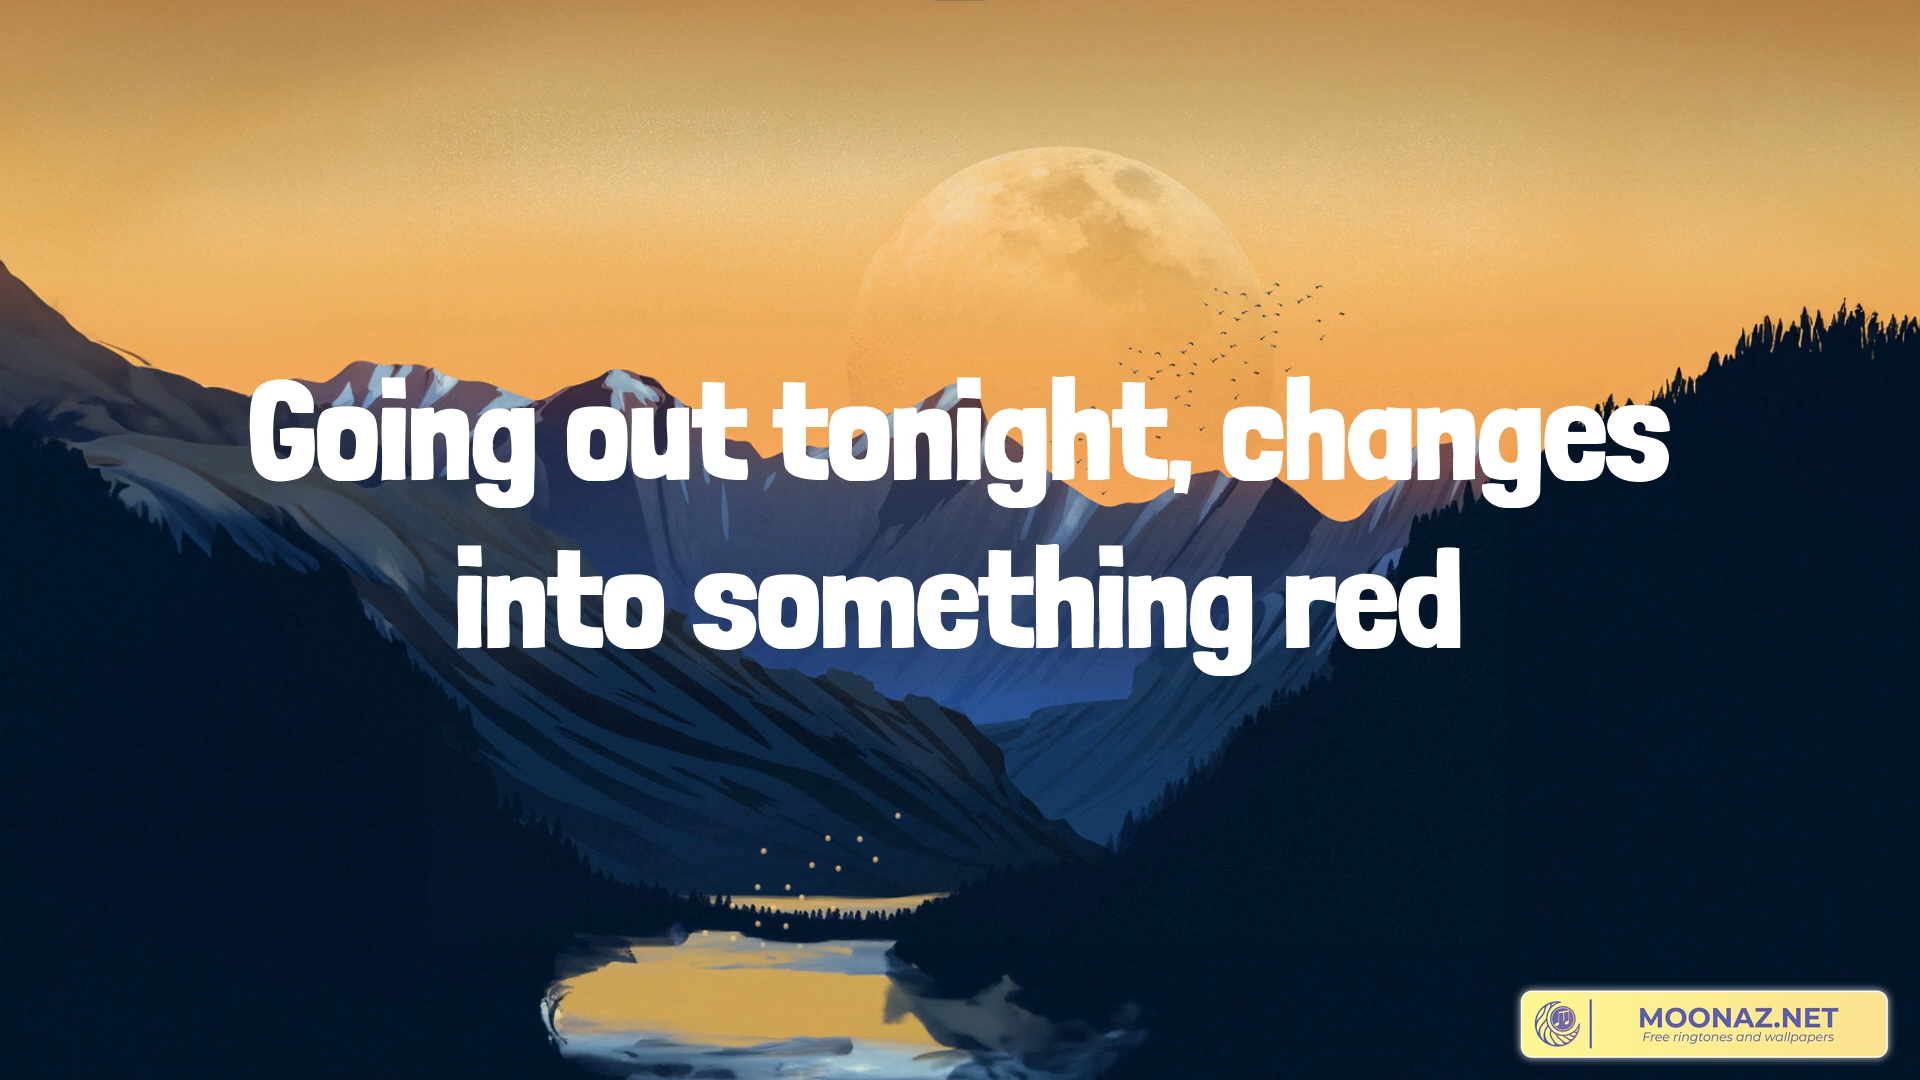 Going out tonight, changes
into something red
MOONAZ.NET
Free ringtones and wallpapers